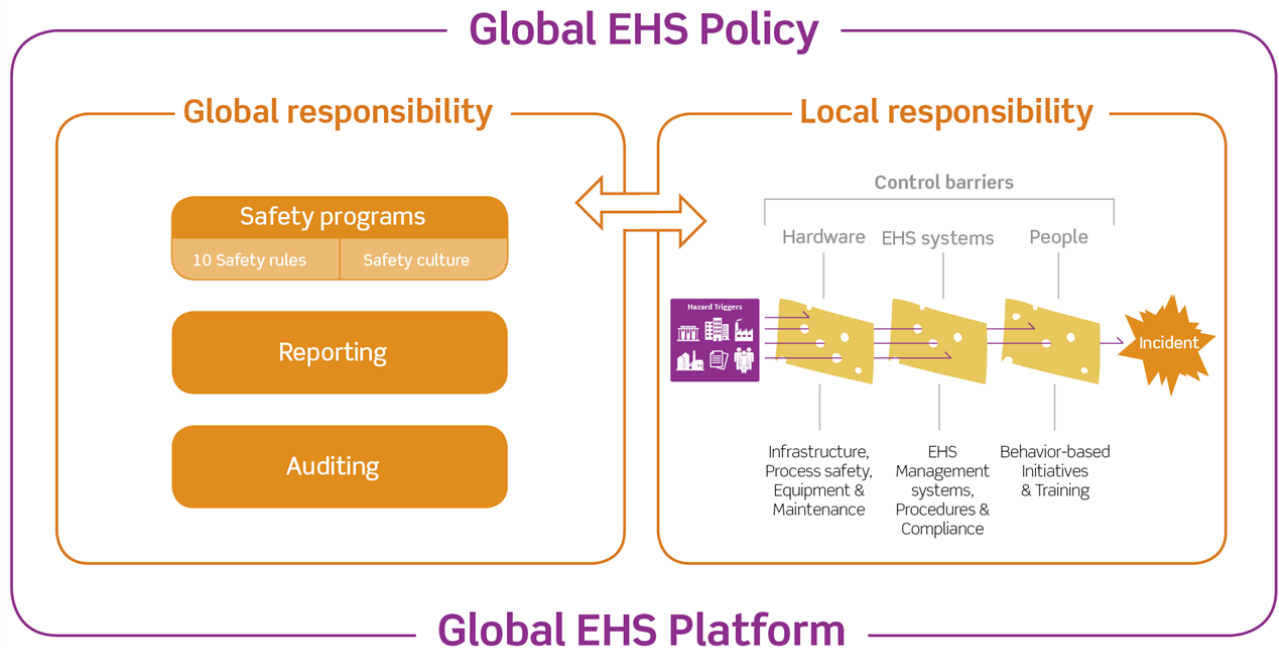 Global EHS Policy
Global responsibility
Safety programs
10 Safety rules
Safety culture
Reporting
Auditing
Local responsibility
Control barriers
Hardware
EHS systems
People
Hazard Triggers
Incident
Infrastructure,
Process safety,
Equipment &
Maintenance
EHS
Management
systems,
Procedures &
Compliance
Behavior-based
Initiatives
& Training
Global EHS Platform